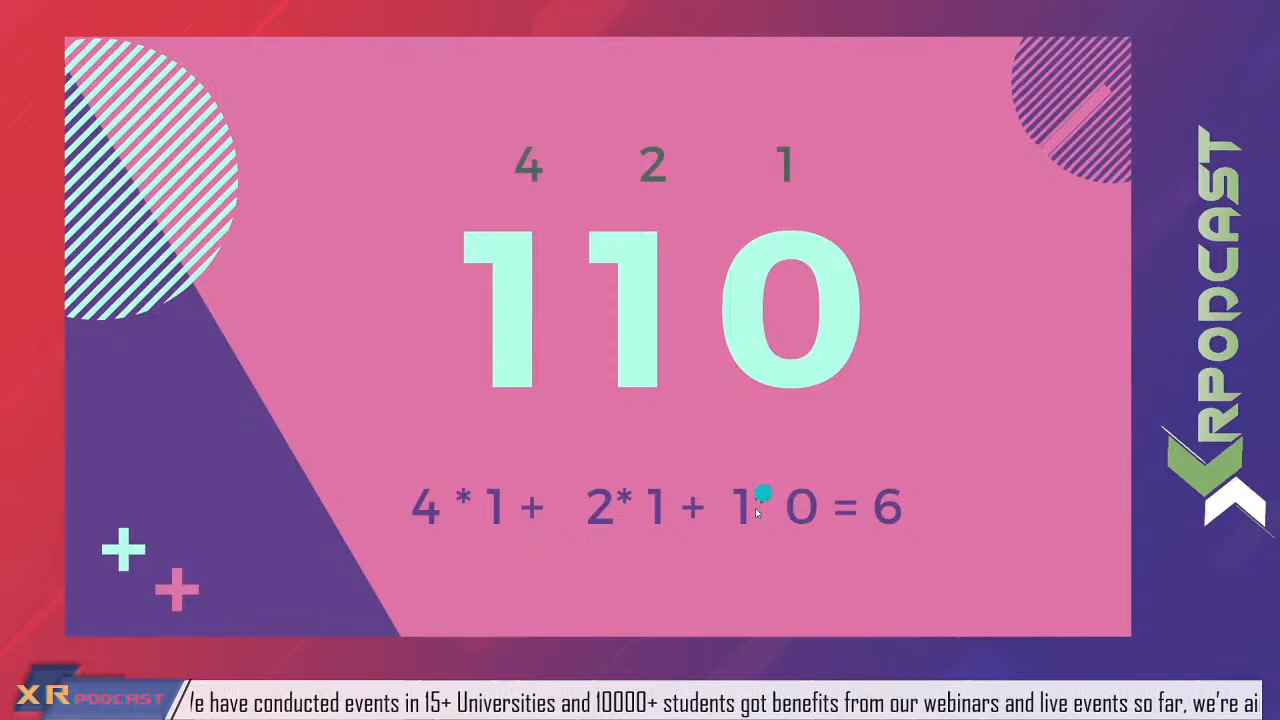 4 2 1
110
4 * 1 + 2* 1 + 1* 0 = 6
XRPODCAST
XR PODCAST
e have conducted events in 15+ Universities and 10000+ students got benefits from our webinars and live events so far, we're ai